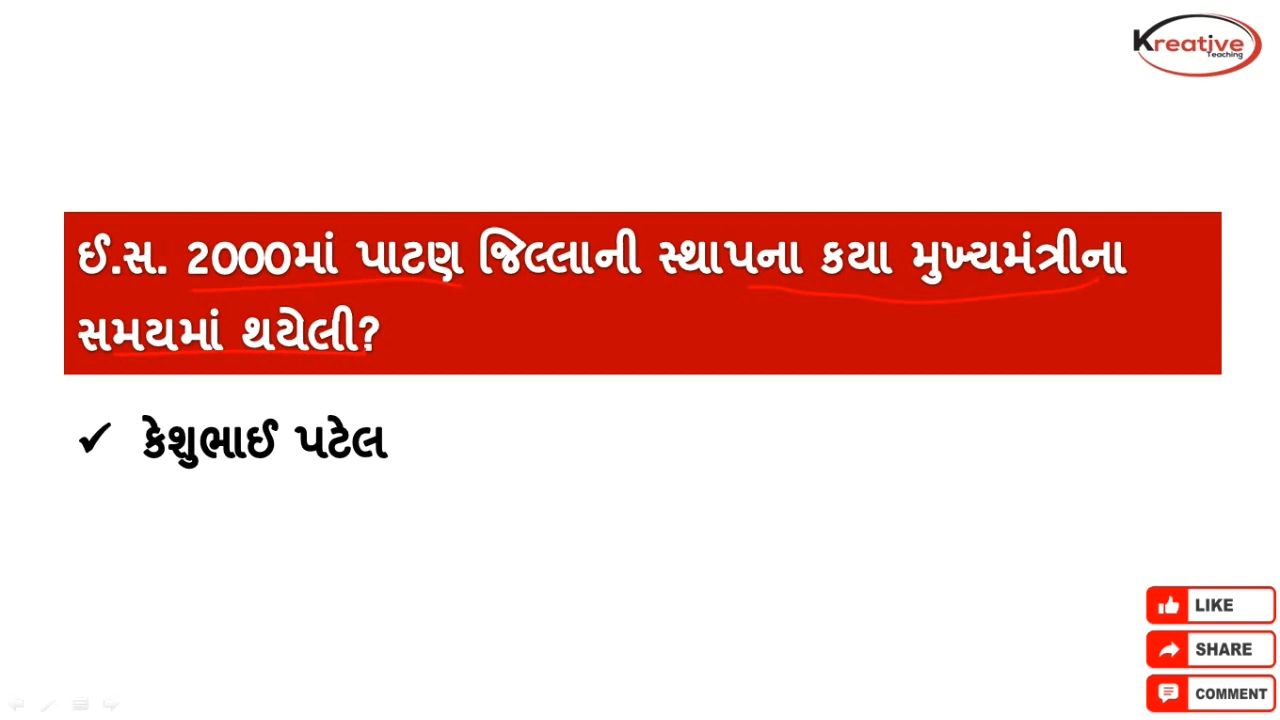 Kreative
Teaching
ઈ.સ. 2000માં પાટણ જિલ્લાની સ્થાપના કયા મુખ્યમંત્રીના
સમયમાં થયેલી?
✓ કેશુભાઈ પટેલ
LIKE
SHARE
COMMENT